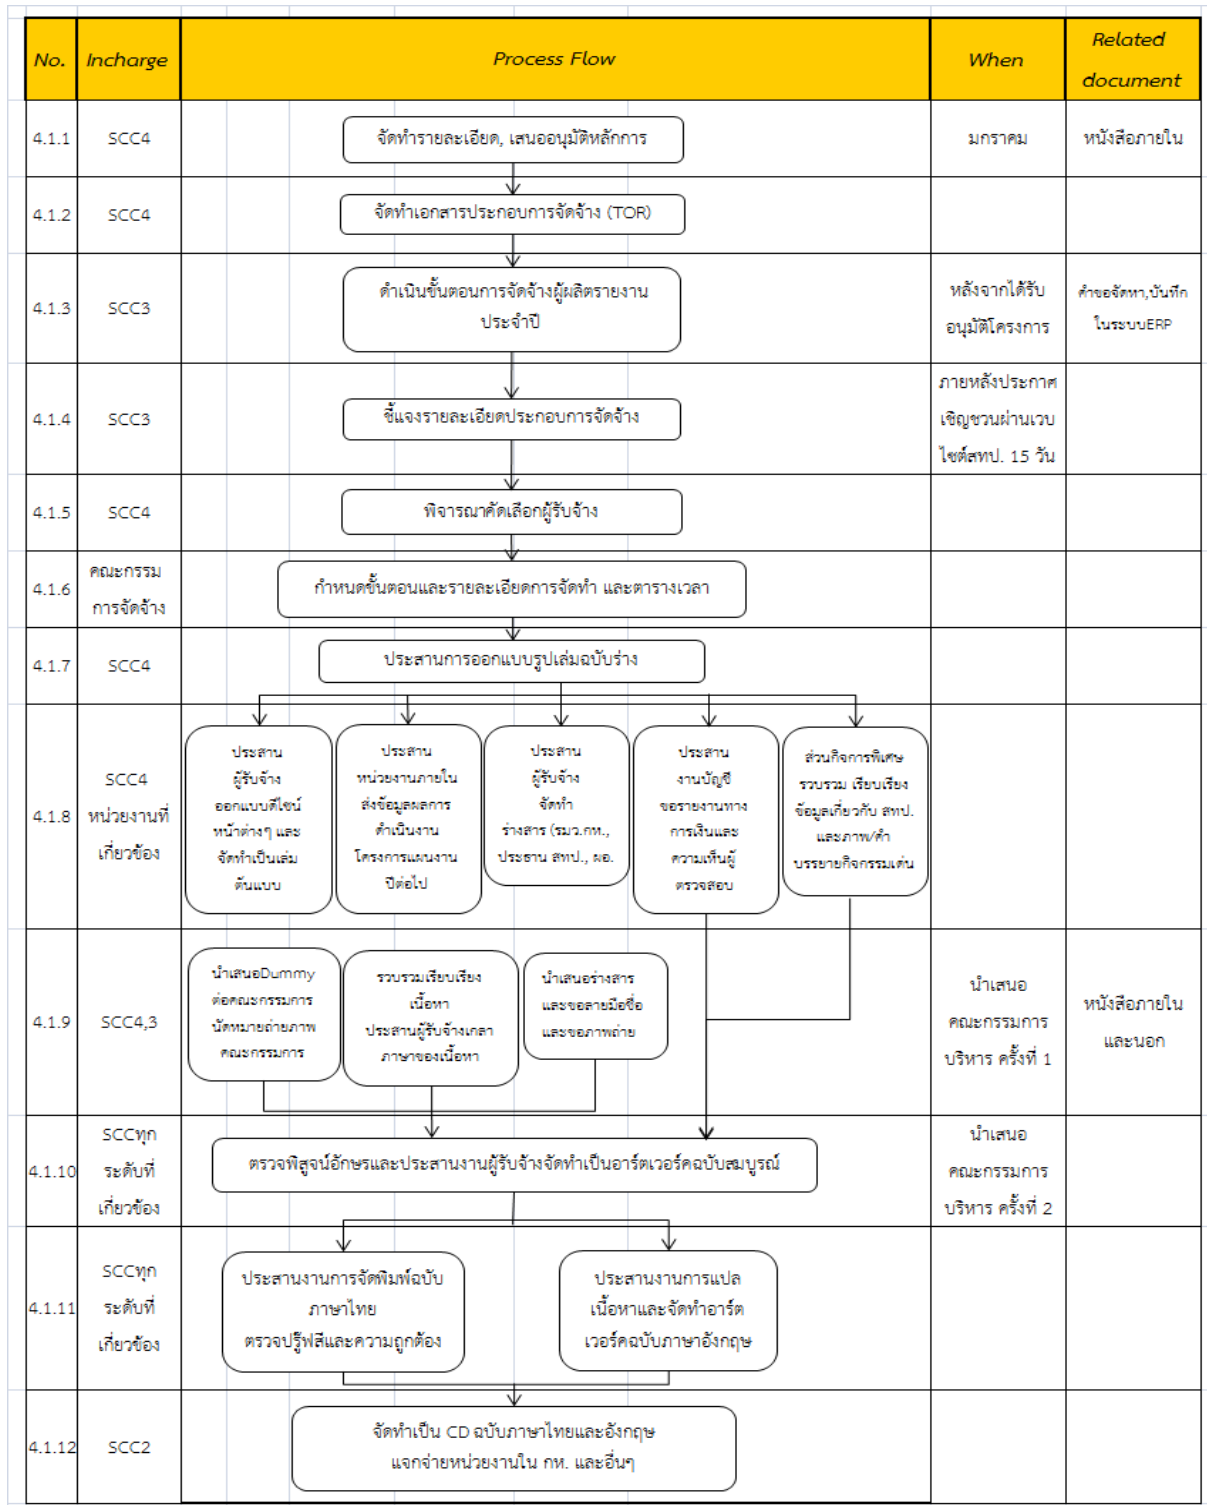 No.
Incharge
Process Flow
When
Related
document
4.1.1
SCC4
จัดทำรายละเอียด, เสนออนุมัติหลักการ
มกราคม
หนังสือภายใน
4.1.2
SCC4
จัดทำเอกสารประกอบการจัดจ้าง (TOR)
4.1.3
SCC3
ดำเนินขั้นตอนการจัดจ้างผู้ผลิตรายงาน
ประจำปี
หลังจากได้รับ
อนุมัติโครงการ
คำขอจัดหา,บันทึก
ในระบบERP
4.1.4
SCC3
ชี้แจงรายละเอียดประกอบการจัดจ้าง
ภายหลังประกาศ
เชิญชวนผ่านเวบ
ไซต์สทป. 15 วัน
4.1.5
SCC4
พิจารณาคัดเลือกผู้รับจ้าง
4.1.6
คณะกรรม
การจัดจ้าง
กำหนดขั้นตอนและรายละเอียดการจัดทำ และตารางเวลา
4.1.7
SCC4
ประสานการออกแบบรูปเล่มฉบับร่าง
4.1.8
SCC4
หน่วยงานที่
เกี่ยวข้อง
ประสาน
ผู้รับจ้าง
ออกแบบดีไซน์
หน้าต่างๆ และ
จัดทำเป็นเล่ม
ต้นแบบ
ประสาน
หน่วยงานภายใน
ส่งข้อมูลผลการ
ดำเนินงาน
โครงการแผนงาน
ปีต่อไป
ประสาน
ผู้รับจ้าง
จัดทำ
ร่างสาร (รมว.กห.,
ประธาน สทป., ผอ.
ประสาน
งานบัญชี
ขอรายงานทาง
การเงินและ
ความเห็นผู้
ตรวจสอบ
ส่วนกิจการพิเศษ
รวบรวม เรียบเรียง
ข้อมูลเกี่ยวกับ สทป.
และภาพ/คำ
บรรยายกิจกรรมเด่น
4.1.9
SCC4,3
นำเสนอDummy
ต่อคณะกรรมการ
นัดหมายถ่ายภาพ
คณะกรรมการ
รวบรวมเรียบเรียง
เนื้อหา
ประสานผู้รับจ้างเกลา
ภาษาของเนื้อหา
นำเสนอร่างสาร
และขอลายมือชื่อ
และขอภาพถ่าย
นำเสนอ
คณะกรรมการ
บริหาร ครั้งที่ 1
หนังสือภายใน
และนอก
4.1.10
SCCทุก
ระดับที่
เกี่ยวข้อง
ตรวจพิสูจน์อักษรและประสานงานผู้รับจ้างจัดทำเป็นอาร์ตเวอร์คฉบับสมบูรณ์
นำเสนอ
คณะกรรมการ
บริหาร ครั้งที่ 2
4.1.11
SCCทุก
ระดับที่
เกี่ยวข้อง
ประสานงานการจัดพิมพ์ฉบับ
ภาษาไทย
ตรวจปรู๊ฟสีและความถูกต้อง
ประสานงานการแปล
เนื้อหาและจัดทำอาร์ต
เวอร์คฉบับภาษาอังกฤษ
4.1.12
SCC2
จัดทำเป็น CD ฉบับภาษาไทยและอังกฤษ
แจกจ่ายหน่วยงานใน กห. และอื่นๆ